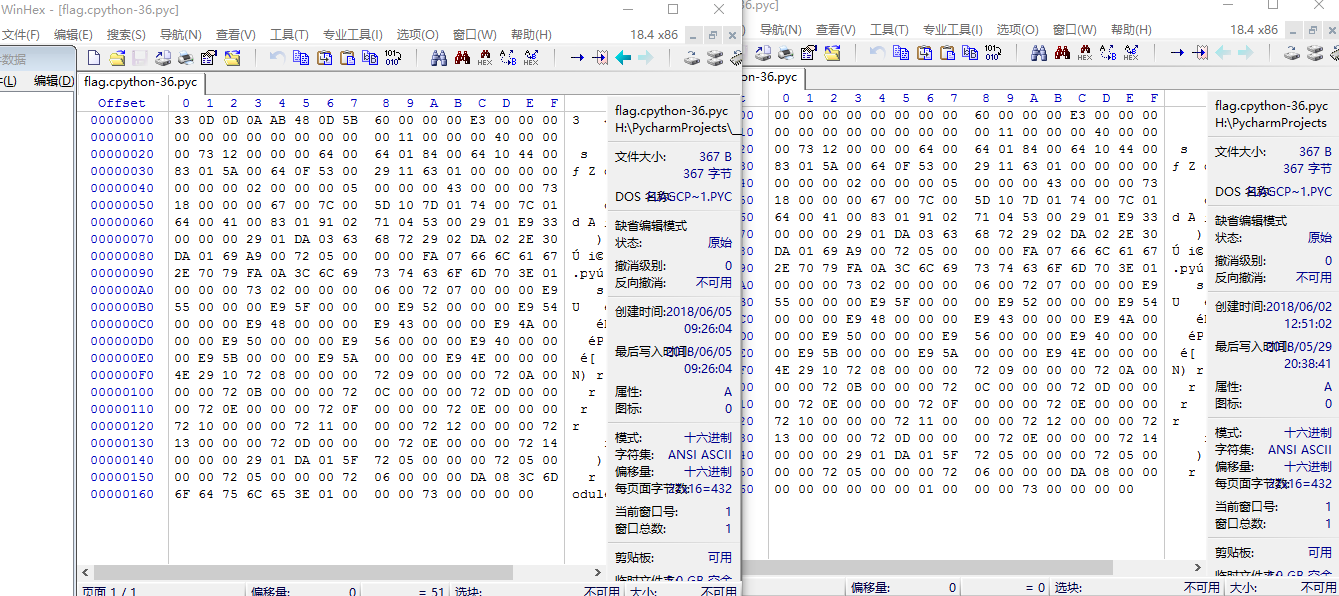 WinHex - [flag.cpython-36.pyc]
文件(F) 编辑(E) 搜索(S) 导航(N) 查看(V) 工具(T) 专业工具(I) 选项(O) 窗口(W) 帮助(H) 18.4 x86
数据
编辑(D)
flag.cpython-36.pyc
Offset 0 1 2 3 4 5 6 7 8 9 A B C D E F
00000000 33 0D 0D 0A AB 48 0D 5B 60 00 00 00 E3 00 00 00 3
00000010 00 00 00 00 00 00 00 00 00 11 00 00 00 40 00 00
00000020 00 73 12 00 00 00 64 00 64 01 84 00 64 10 44 00 s
00000030 83 01 5A 00 64 0F 53 00 29 11 63 01 00 00 00 00 ƒ Z
00000040 00 00 00 02 00 00 00 05 00 00 00 43 00 00 00 73
00000050 18 00 00 00 67 00 7C 00 5D 10 7D 01 74 00 7C 01
00000060 64 00 41 00 83 01 91 02 71 04 53 00 29 01 E9 33 d A
00000070 00 00 00 29 01 DA 03 63 68 72 29 02 DA 02 2E 30 )
00000080 DA 01 69 A9 00 72 05 00 00 00 FA 07 66 6C 61 67 Ú i©
00000090 2E 70 79 FA 0A 3C 6C 69 73 74 63 6F 6D 70 3E 01 .pyú
000000A0 00 00 00 73 02 00 00 00 06 00 72 07 00 00 00 E9 s
000000B0 55 00 00 00 E9 5F 00 00 00 E9 52 00 00 00 E9 54 U
000000C0 00 00 00 E9 48 00 00 00 E9 43 00 00 00 E9 4A 00
000000D0 00 00 E9 50 00 00 00 E9 56 00 00 00 E9 40 00 00 éP
000000E0 00 E9 5B 00 00 00 E9 5A 00 00 00 E9 4E 00 00 00 é[
000000F0 4E 29 10 72 08 00 00 00 72 09 00 00 00 72 0A 00 N) r
00000100 00 00 72 0B 00 00 00 72 0C 00 00 00 72 0D 00 00 r
00000110 00 72 0E 00 00 00 72 0F 00 00 00 72 0E 00 00 00 r
00000120 72 10 00 00 00 72 11 00 00 00 72 12 00 00 00 72 r
00000130 13 00 00 00 72 0D 00 00 00 72 0E 00 00 00 72 14
00000140 00 00 00 29 01 DA 01 5F 72 05 00 00 00 72 05 00 )
00000150 00 00 72 05 00 00 00 72 06 00 00 00 DA 08 3C 6D r
00000160 6F 64 75 6C 65 3E 01 00 00 00 73 00 00 00 00 odule
flag.cpython-36.pyc
H:\PycharmProjects\__
文件大小: 367 B
367 字节
DOS 名称:
缺省编辑模式
状态: 原始
撤消级别: 0
反向撤消: 不可用
创建时间:2018/06/05
09:26:04
最后写入时间:2018/06/05
09:26:04
属性: A
图标: 0
模式: 十六进制
字符集: ANSI ASCII
偏移量: 十六进制
每页面字节数:
当前窗口号: 1
窗口总数: 1
剪贴板: 可用
页面 1 / 1 偏移量: 0 = 51 选块: 不可用 大小: 不可用
36.pyc]
导航(N) 查看(V) 工具(T) 专业工具(I) 选项(O) 窗口(W) 帮助(H) 18.4 x86
on-36.pyc
0 1 2 3 4 5 6 7 8 9 A B C D E F
00 00 00 00 00 00 00 00 60 00 00 00 E3 00 00 00
00 00 00 00 00 00 00 00 00 11 00 00 00 40 00 00
00 73 12 00 00 00 64 00 64 01 84 00 64 10 44 00 s
83 01 5A 00 64 0F 53 00 29 11 63 01 00 00 00 00 ƒ Z
00 00 00 02 00 00 00 05 00 00 00 43 00 00 00 73
18 00 00 00 67 00 7C 00 5D 10 7D 01 74 00 7C 01
64 00 41 00 83 01 91 02 71 04 53 00 29 01 E9 33 d A
00 00 00 29 01 DA 03 63 68 72 29 02 DA 02 2E 30 )
DA 01 69 A9 00 72 05 00 00 00 FA 07 66 6C 61 67 Ú i©
2E 70 79 FA 0A 3C 6C 69 73 74 63 6F 6D 70 3E 01 .pyú
00 00 00 73 02 00 00 00 06 00 72 07 00 00 00 E9 s
55 00 00 00 E9 5F 00 00 00 E9 52 00 00 00 E9 54 U
00 00 00 E9 48 00 00 00 E9 43 00 00 00 E9 4A 00
00 00 E9 50 00 00 00 E9 56 00 00 00 E9 40 00 00 éP
00 E9 5B 00 00 00 E9 5A 00 00 00 E9 4E 00 00 00 é[
4E 29 10 72 08 00 00 00 72 09 00 00 00 72 0A 00 N) r
00 00 72 0B 00 00 00 72 0C 00 00 00 72 0D 00 00 r
00 72 0E 00 00 00 72 0F 00 00 00 72 0E 00 00 00 r
72 10 00 00 00 72 11 00 00 00 72 12 00 00 00 72 r
13 00 00 00 72 0D 00 00 00 72 0E 00 00 00 72 14
00 00 00 29 01 DA 01 5F 72 05 00 00 00 72 05 00 )
00 00 72 05 00 00 00 72 06 00 00 00 DA 08 00 00 r
00 00 00 00 00 00 01 00 00 00 73 00 00 00 00
flag.cpython-36.pyc
H:\PycharmProjects
文件大小: 367 B
367 字节
DOS 名称:
缺省编辑模式
状态: 原始
撤消级别: 0
反向撤消: 不可用
创建时间:2018/06/02
12:51:02
最后写入时间:2018/05/29
20:38:41
属性: A
图标: 0
模式: 十六进制
字符集: ANSI ASCII
偏移量: 十六进制
每页面字节数:
当前窗口号: 1
窗口总数: 1
剪贴板: 可用
偏移量: 0 = 0 选块: 不可用 大小: 不可用